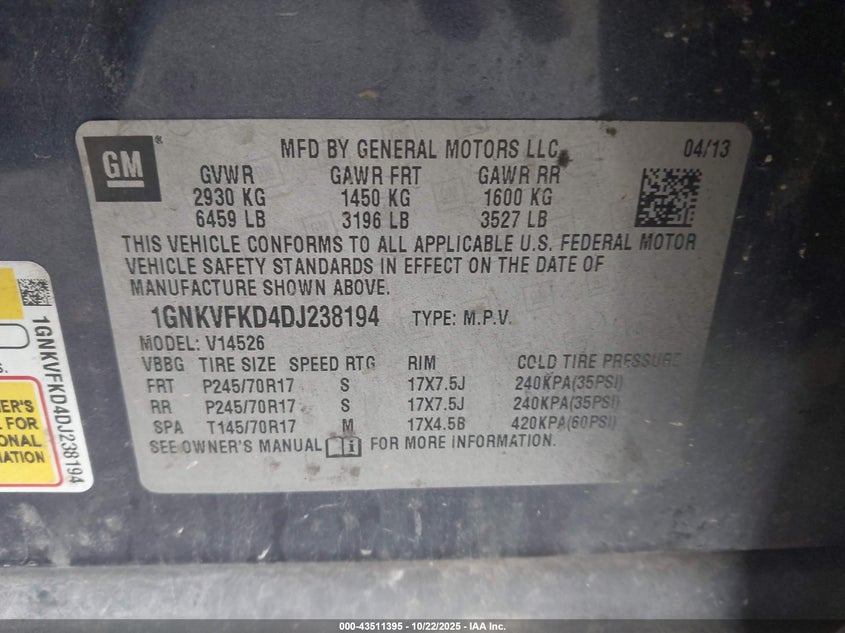 GM
MFD BY GENERAL MOTORS LLC 04/13
GVWR GAWR FRT GAWR RR
2930 KG 1450 KG 1600 KG
6459 LB 3196 LB 3527 LB
THIS VEHICLE CONFORMS TO ALL APPLICABLE U.S. FEDERAL MOTOR
VEHICLE SAFETY STANDARDS IN EFFECT ON THE DATE OF
MANUFACTURE SHOWN ABOVE.
1GNKVFKD4DJ238194 TYPE: M.P.V.
MODEL: V14526
VBBG TIRE SIZE SPEED RTG RIM COLD TIRE PRESSURE
FRT P245/70R17 S 17X7.5J 240KPA(35PSI)
RR P245/70R17 S 17X7.5J 240KPA(35PSI)
SPA T145/70R17 M 17X4.5B 420KPA(60PSI)
SEE OWNER'S MANUAL FOR MORE INFORMATION.
1GNKVFKD4DJ238194
ER'S
FOR
ONAL
ATION
000-43511395 - 10/22/2025 - IAA Inc.